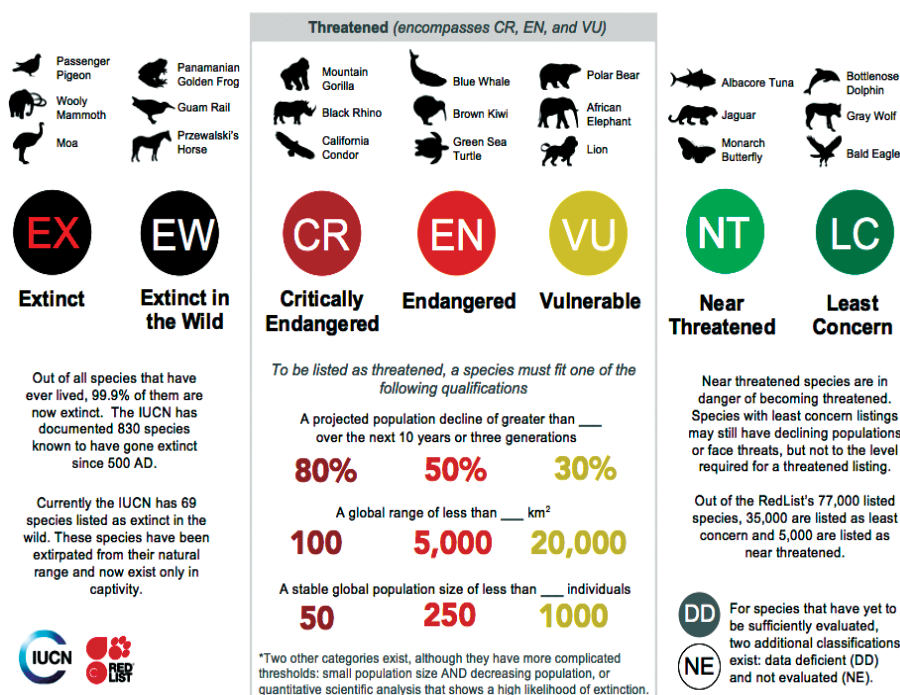 Threatened (encompasses CR, EN, and VU)
Passenger
Pigeon
Wooly
Mammoth
Moa
Panamanian
Golden Frog
Guam Rail
Przewalski's
Horse
Mountain
Gorilla
Black Rhino
California
Condor
Blue Whale
Brown Kiwi
Green Sea
Turtle
Polar Bear
African
Elephant
Lion
Albacore Tuna
Jaguar
Monarch
Butterfly
Bottlenose
Dolphin
Gray Wolf
Bald Eagle
EX
EW
CR
EN
VU
NT
LC
Extinct
Extinct in
the Wild
Critically
Endangered
Endangered
Vulnerable
Near
Threatened
Least
Concern
Out of all species that have
ever lived, 99.9% of them are
now extinct. The IUCN has
documented 830 species
known to have gone extinct
since 500 AD.
Currently the IUCN has 69
species listed as extinct in the
wild. These species have been
extirpated from their natural
range and now exist only in
captivity.
IUCN
RED
LIST
To be listed as threatened, a species must fit one of the
following qualifications
A projected population decline of greater than ___
over the next 10 years or three generations
80% 50% 30%
A global range of less than ___ km²
100 5,000 20,000
A stable global population size of less than ___ individuals
50 250 1000
*Two other categories exist, although they have more complicated
thresholds: small population size AND decreasing population, or
quantitative scientific analysis that shows a high likelihood of extinction.
Near threatened species are in
danger of becoming threatened.
Species with least concern listings
may still have declining populations
or face threats, but not to the level
required for a threatened listing.
Out of the RedList's 77,000 listed
species, 35,000 are listed as least
concern and 5,000 are listed as
near threatened.
DD
NE
For species that have yet to
be sufficiently evaluated,
two additional classifications
exist: data deficient (DD)
and not evaluated (NE).